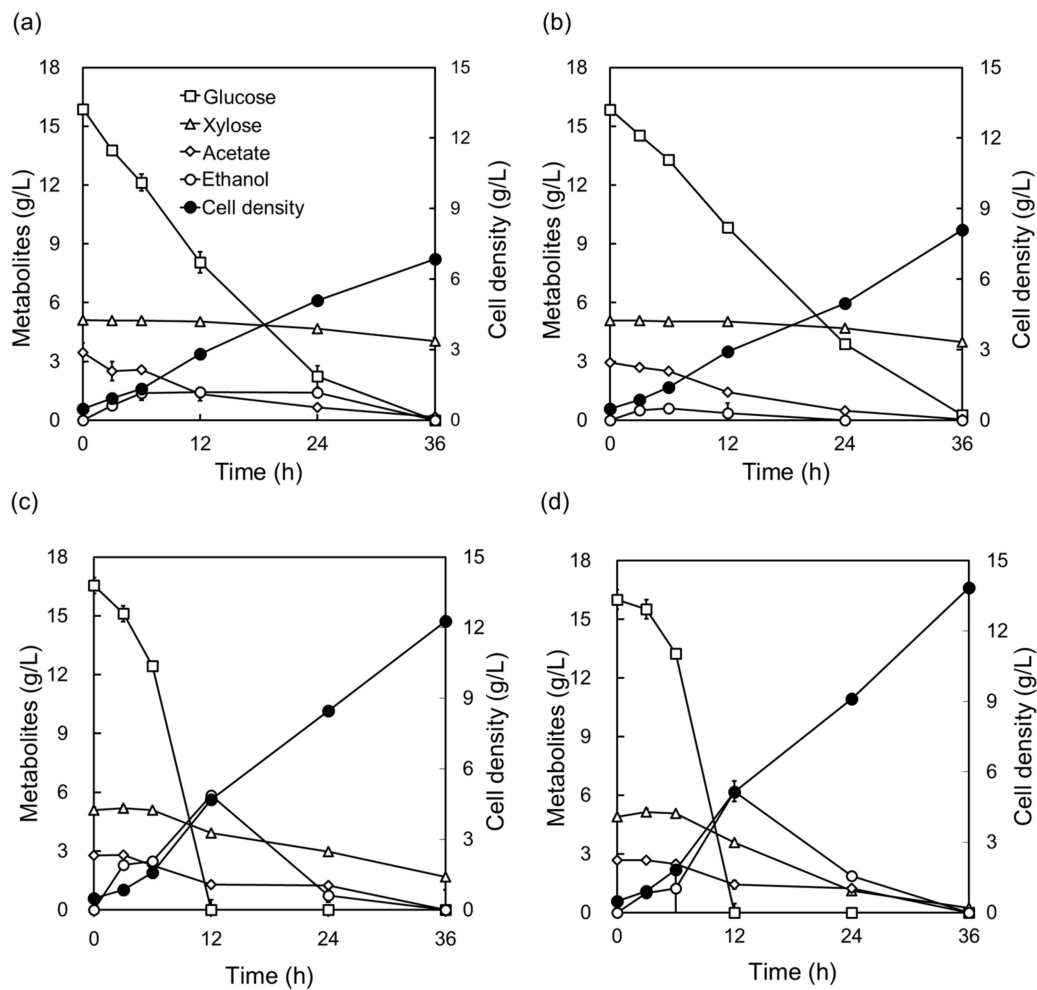 (a)
18
15
12
9
6
3
0
Metabolites (g/L)
Glucose
Xylose
Acetate
Ethanol
Cell density
15
12
9
6
3
0
Cell density (g/L)
0 12 24 36
Time (h)
(b)
18
15
12
9
6
3
0
Metabolites (g/L)
15
12
9
6
3
0
Cell density (g/L)
0 12 24 36
Time (h)
(c)
18
15
12
9
6
3
0
Metabolites (g/L)
15
12
9
6
3
0
Cell density (g/L)
0 12 24 36
Time (h)
(d)
18
15
12
9
6
3
0
Metabolites (g/L)
15
12
9
6
3
0
Cell density (g/L)
0 12 24 36
Time (h)